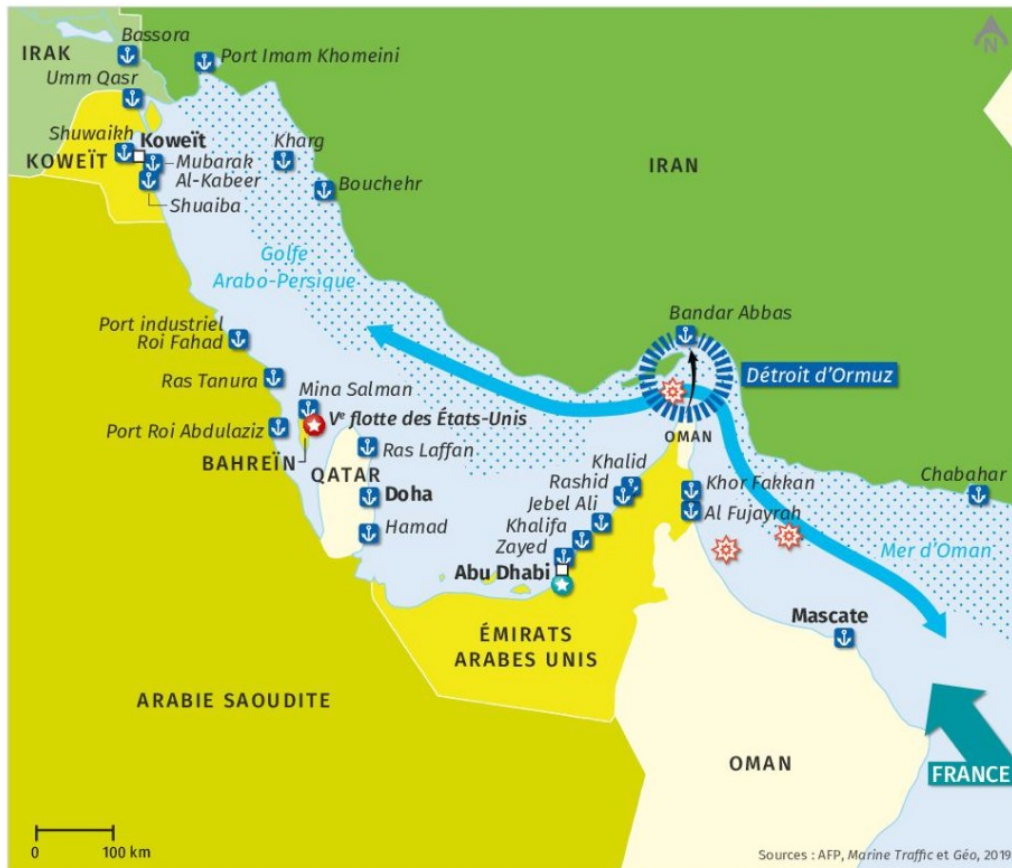 Bassora
IRAK
Port Imam Khomeini
Umm Qasr
N
Shuwaikh
Koweït
KOWEÏT
Mubarak
Al-Kabeer
Shuaiba
Kharg
Bouchehr
IRAN
Golfe
Arabo-Persique
Bandar Abbas
Détroit d'Ormuz
Port industriel
Roi Fahad
Ras Tanura
Mina Salman
Vᵉ flotte des États-Unis
Port Roi Abdulaziz
BAHREÏN
QATAR
Ras Laffan
Doha
Hamad
OMAN
Khalid
Rashid
Jebel Ali
Khalifa
Zayed
Abu Dhabi
Khor Fakkan
Al Fujayrah
Chabahar
Mer d'Oman
Mascate
ÉMIRATS
ARABES UNIS
ARABIE SAOUDITE
OMAN
FRANCE
0 100 km
Sources : AFP, Marine Traffic et Géo, 2019